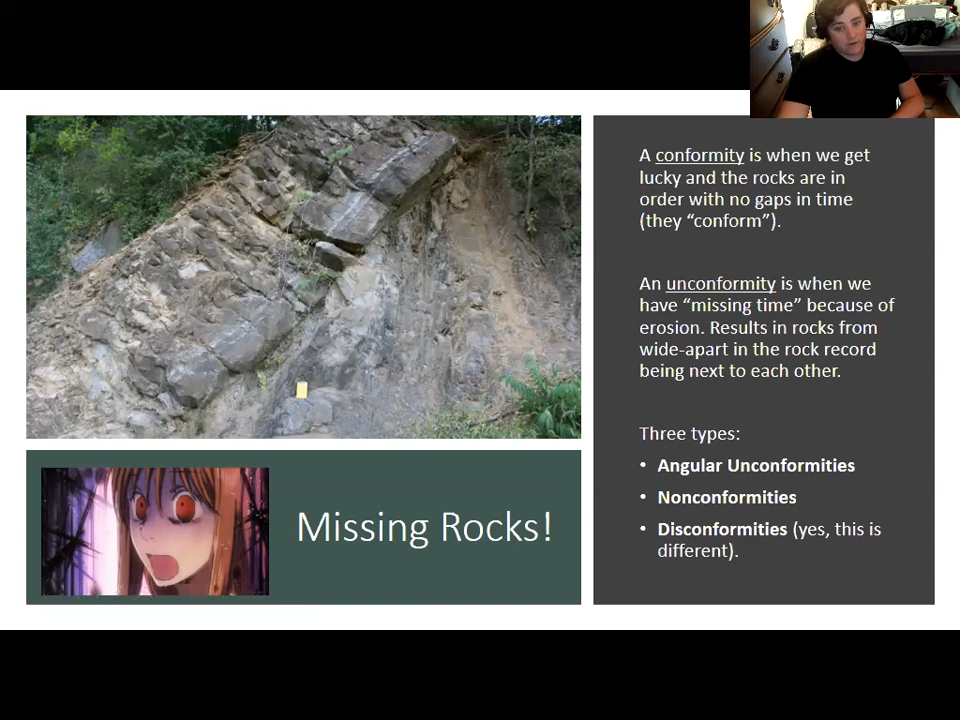 A conformity is when we get
lucky and the rocks are in
order with no gaps in time
(they “conform”).
An unconformity is when we
have “missing time” because of
erosion. Results in rocks from
wide-apart in the rock record
being next to each other.
Three types:
• Angular Unconformities
• Nonconformities
• Disconformities (yes, this is
different).
Missing Rocks!